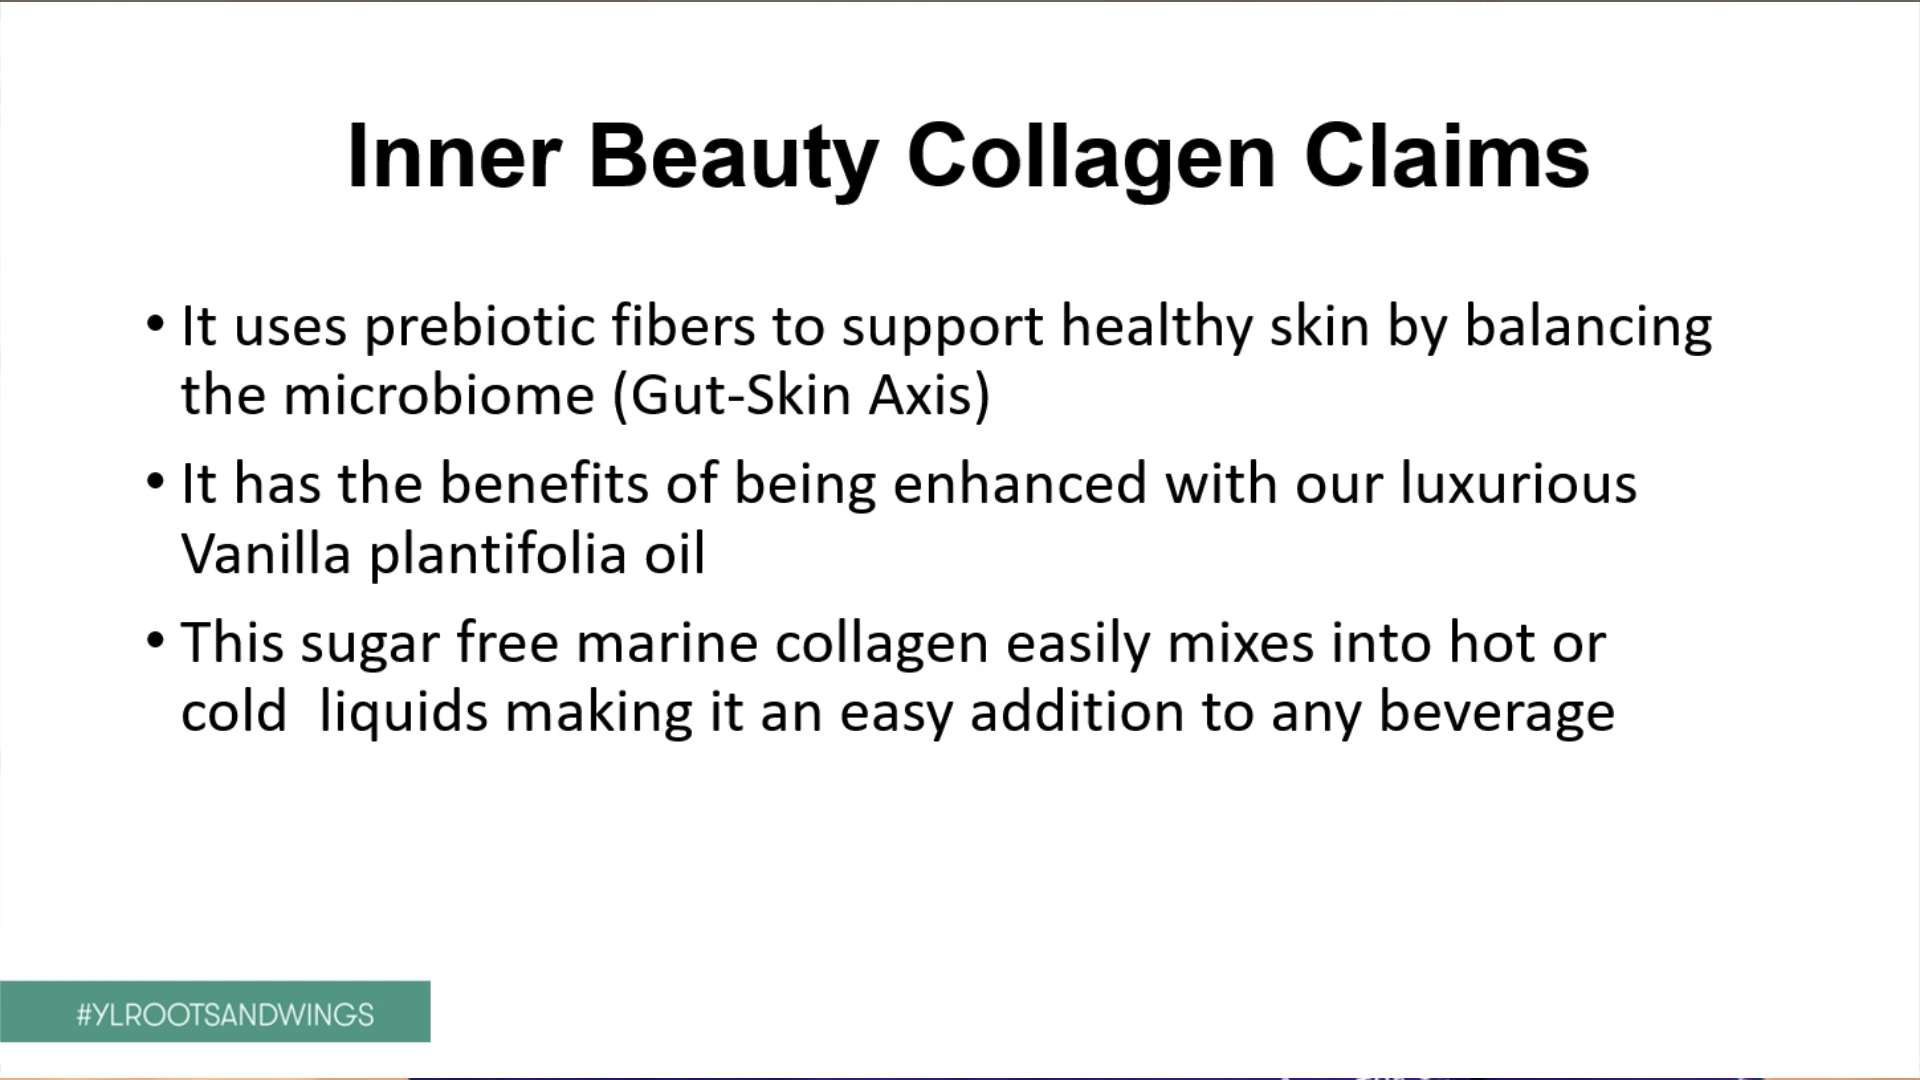 Inner Beauty Collagen Claims
• It uses prebiotic fibers to support healthy skin by balancing
the microbiome (Gut-Skin Axis)
• It has the benefits of being enhanced with our luxurious
Vanilla plantifolia oil
• This sugar free marine collagen easily mixes into hot or
cold  liquids making it an easy addition to any beverage
#YLROOTSANDWINGS